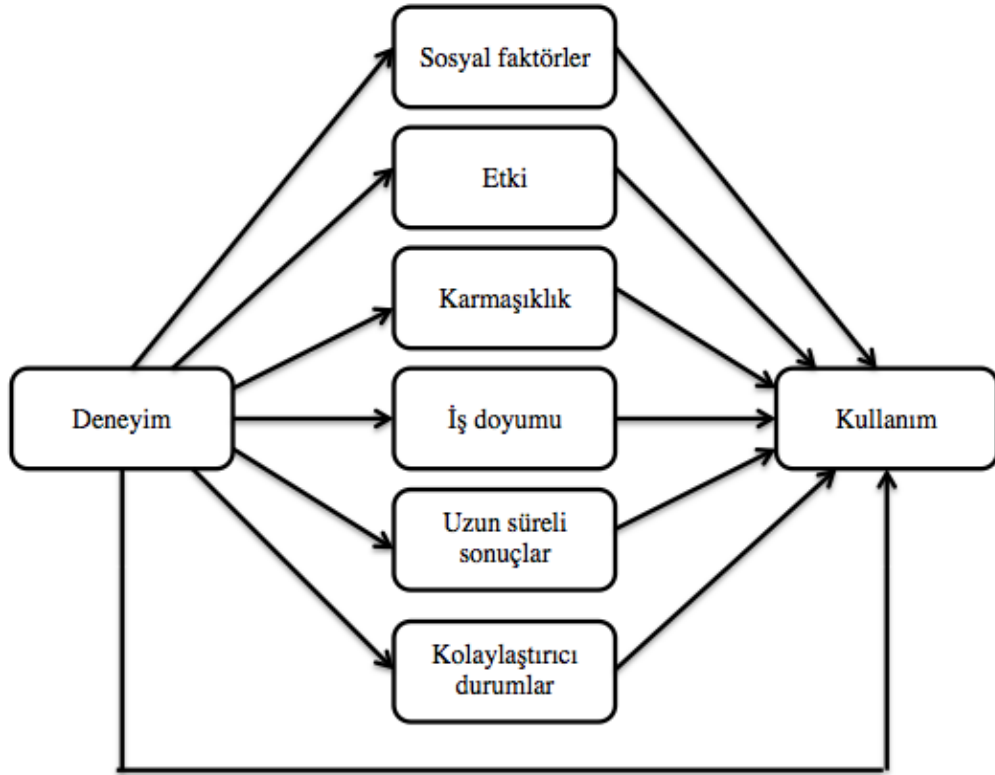 Sosyal faktörler
Etki
Karmaşıklık
Deneyim
İş doyumu
Kullanım
Uzun süreli
sonuçlar
Kolaylaştırıcı
durumlar